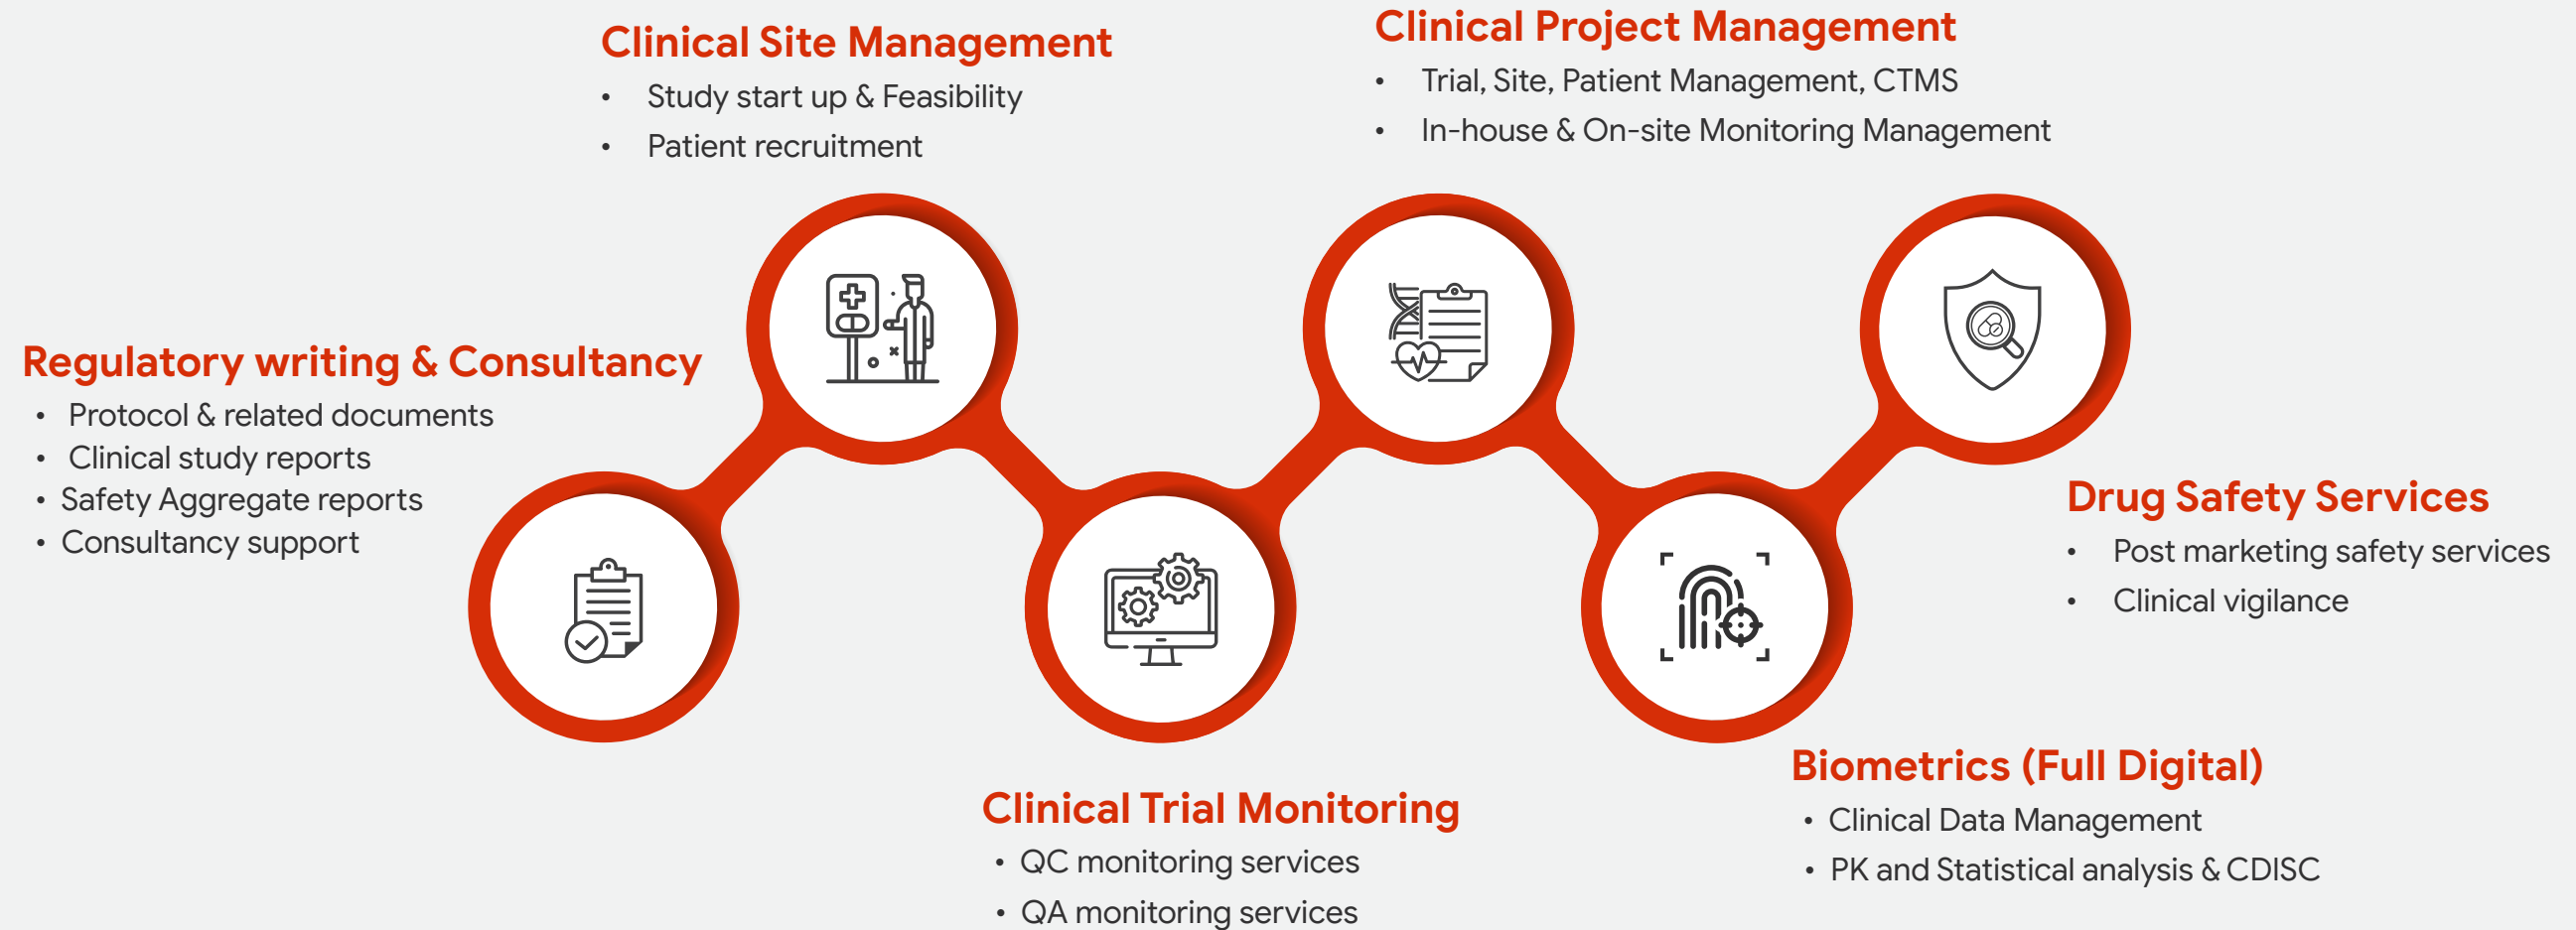 Clinical Site Management
• Study start up & Feasibility
• Patient recruitment
Clinical Project Management
• Trial, Site, Patient Management, CTMS
• In-house & On-site Monitoring Management
Regulatory writing & Consultancy
• Protocol & related documents
• Clinical study reports
• Safety Aggregate reports
• Consultancy support
Drug Safety Services
• Post marketing safety services
• Clinical vigilance
Clinical Trial Monitoring
• QC monitoring services
• QA monitoring services
Biometrics (Full Digital)
• Clinical Data Management
• PK and Statistical analysis & CDISC